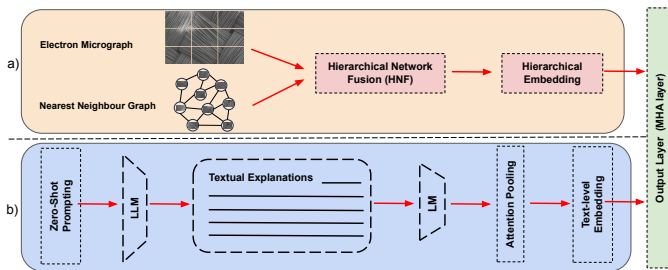 a)
Electron Micrograph
Nearest Neighbour Graph
Hierarchical Network
Fusion (HNF)
Hierarchical
Embedding
b)
Zero-Shot
Prompting
LLM
Textual Explanations
LM
Attention Pooling
Text-level
Embedding
Output Layer (MHA layer)